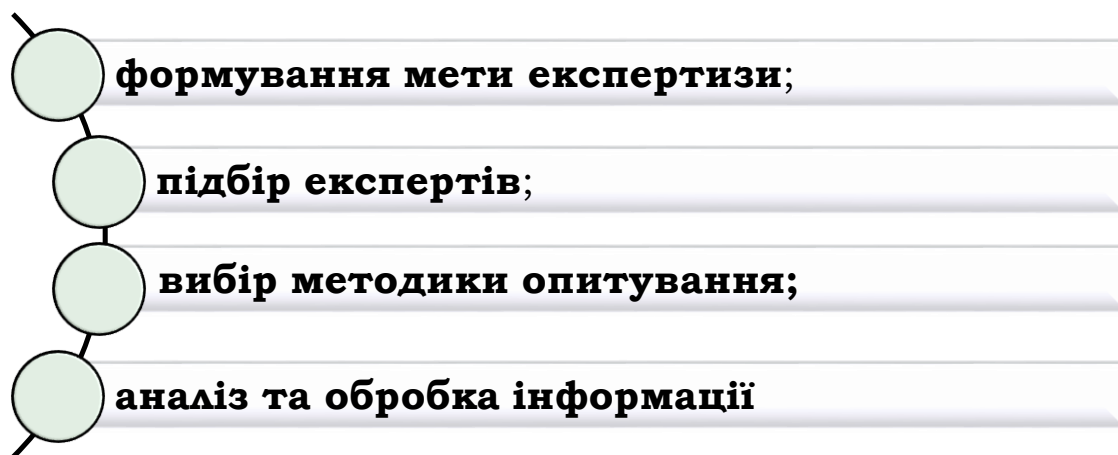 формування мети експертизи;
підбір експертів;
вибір методики опитування;
аналіз та обробка інформації